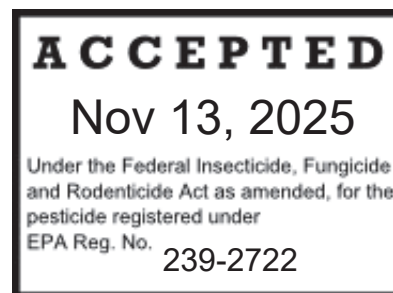 ACCEPTED
Nov 13, 2025
Under the Federal Insecticide, Fungicide
and Rodenticide Act as amended, for the
pesticide registered under
EPA Reg. No. 239-2722